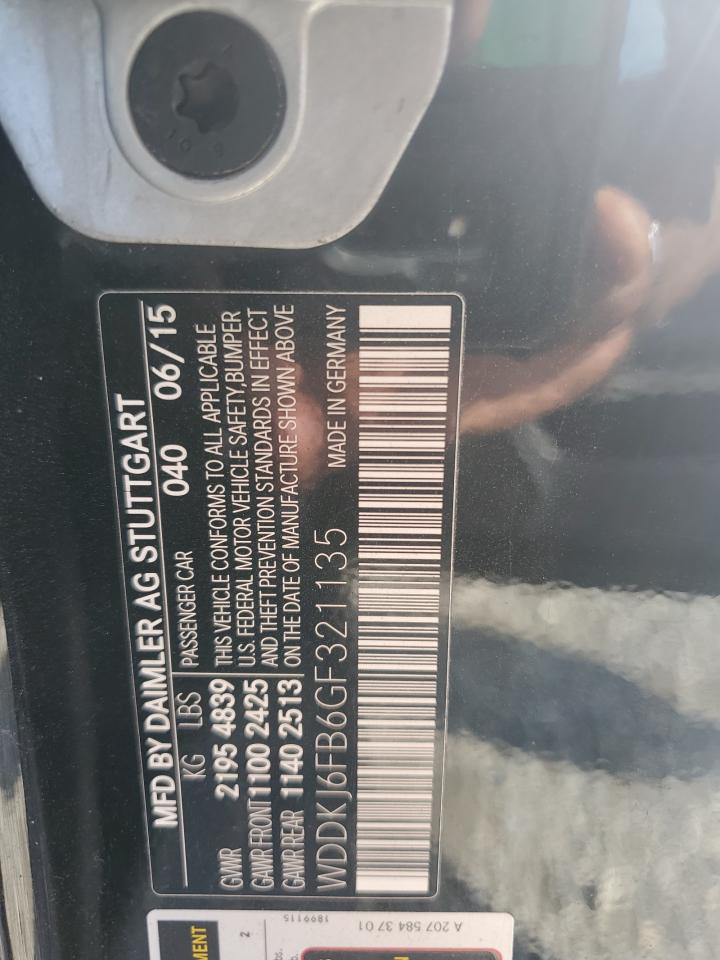 MFD BY DAIMLER AG STUTTGART
KG LBS PASSENGER CAR 040 06/15
GVWR 2195 4839 THIS VEHICLE CONFORMS TO ALL APPLICABLE
GAWR FRONT 1100 2425 U.S. FEDERAL MOTOR VEHICLE SAFETY,BUMPER
AND THEFT PREVENTION STANDARDS IN EFFECT
GAWR REAR 1140 2513 ON THE DATE OF MANUFACTURE SHOWN ABOVE
WDDKJ6FB6GF321135 MADE IN GERMANY
2
1899115
A 207 584 37 01